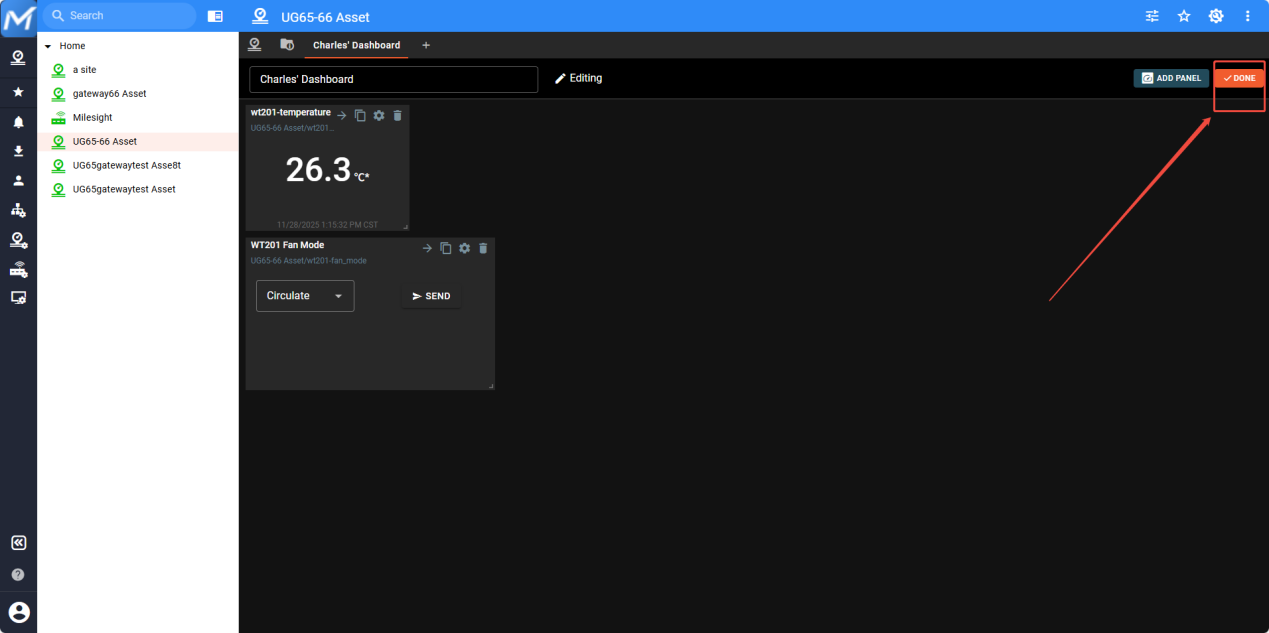 Search
UG65-66 Asset
Home
a site
gateway66 Asset
Milesight
UG65-66 Asset
UG65gatewaytest Asse8t
UG65gatewaytest Asset
Charles' Dashboard
Charles' Dashboard
Editing
ADD PANEL
DONE
wt201-temperature
UG65-66 Asset/wt201...
26.3 °C*
11/28/2025 1:15:32 PM CST
WT201 Fan Mode
UG65-66 Asset/wt201-fan_mode
Circulate
SEND